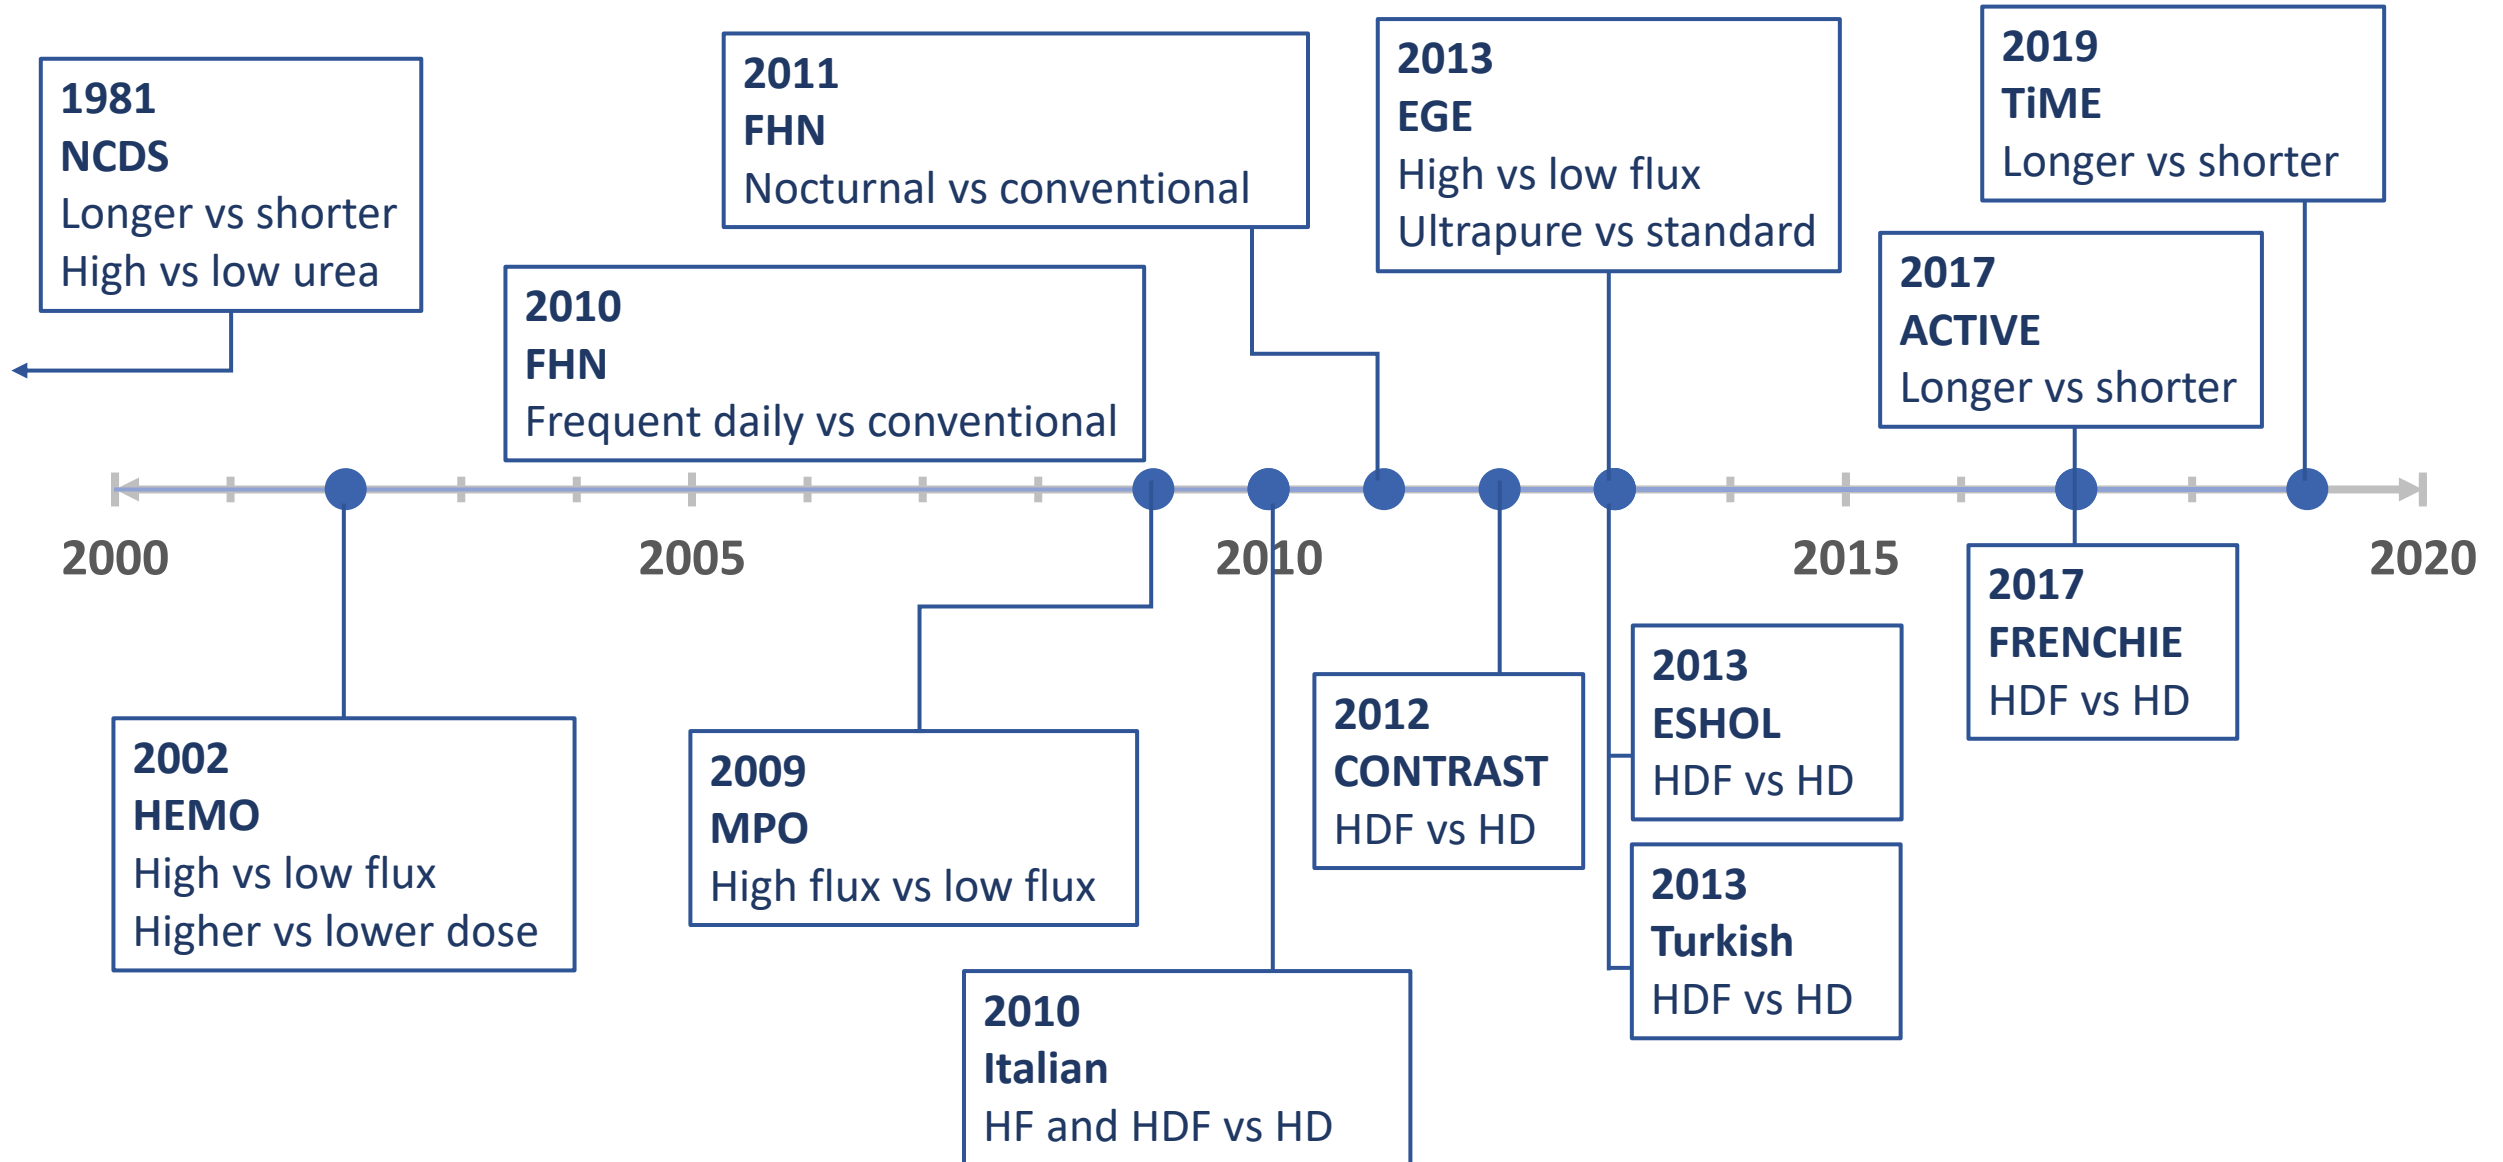 1981
NCDS
Longer vs shorter
High vs low urea
2011
FHN
Nocturnal vs conventional
2013
EGE
High vs low flux
Ultrapure vs standard
2019
TiME
Longer vs shorter
2010
FHN
Frequent daily vs conventional
2017
ACTIVE
Longer vs shorter
2000
2005
2010
2015
2020
2002
HEMO
High vs low flux
Higher vs lower dose
2009
MPO
High flux vs low flux
2010
Italian
HF and HDF vs HD
2012
CONTRAST
HDF vs HD
2013
ESHOL
HDF vs HD
2013
Turkish
HDF vs HD
2017
FRENCHIE
HDF vs HD